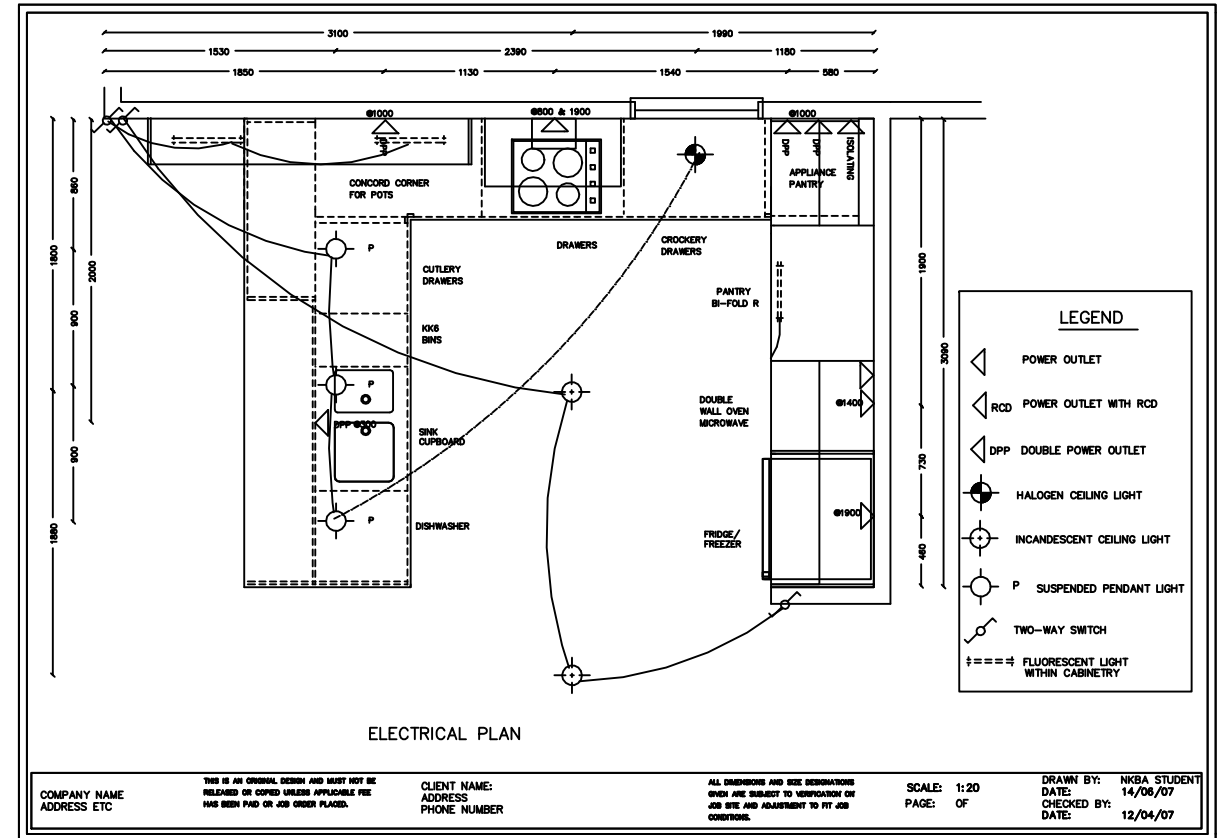 3100 1990
1530 2390 1180
1850 1130 1540 580
@1000 @800 & 1900 @1000
DPP DPP DPP ISOLATING
APPLIANCE
PANTRY
CONCORD CORNER
FOR POTS
860
1800
2000
900
900
1880
P
CUTLERY
DRAWERS
DRAWERS
CROCKERY
DRAWERS
PANTRY
BI-FOLD R
KK6
BINS
P
DPP @300
SINK
CUPBOARD
DOUBLE
WALL OVEN
MICROWAVE
@1400
P
DISHWASHER
FRIDGE/
FREEZER
@1900
1900
3090
730
460
LEGEND
POWER OUTLET
RCD POWER OUTLET WITH RCD
DPP DOUBLE POWER OUTLET
HALOGEN CEILING LIGHT
INCANDESCENT CEILING LIGHT
P SUSPENDED PENDANT LIGHT
TWO-WAY SWITCH
FLUORESCENT LIGHT
WITHIN CABINETRY
ELECTRICAL PLAN
COMPANY NAME
ADDRESS ETC
THIS IS AN ORIGINAL DESIGN AND MUST NOT BE
RELEASED OR COPIED UNLESS APPLICABLE FEE
HAS BEEN PAID OR JOB ORDER PLACED.
CLIENT NAME:
ADDRESS
PHONE NUMBER
ALL DIMENSIONS AND SIZE DESIGNATIONS
GIVEN ARE SUBJECT TO VERIFICATION ON
JOB SITE AND ADJUSTMENT TO FIT JOB
CONDITIONS.
SCALE: 1:20
PAGE: OF
DRAWN BY: NKBA STUDENT
DATE: 14/06/07
CHECKED BY:
DATE: 12/04/07